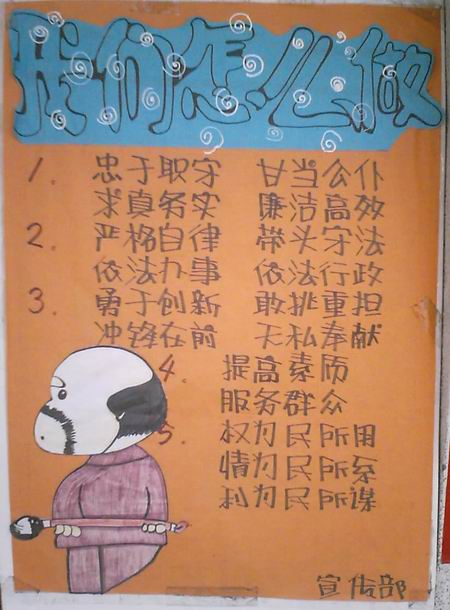 我们怎么做
1. 忠于职守 甘当公仆
求真务实 廉洁高效
2. 严格自律 带头守法
依法办事 依法行政
3. 勇于创新 敢挑重担
冲锋在前 无私奉献
4. 提高素质
服务群众
5. 权为民所用
情为民所系
利为民所谋
宣传部